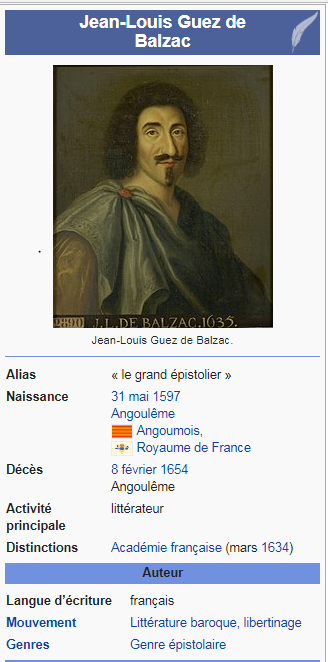 Jean-Louis Guez de
Balzac
2890 J.L.DE BALZAC.1635.
Jean-Louis Guez de Balzac.
Alias « le grand épistolier »
Naissance 31 mai 1597
Angoulême
Angoumois,
Royaume de France
Décès 8 février 1654
Angoulême
Activité littérateur
principale
Distinctions Académie française (mars 1634)
Auteur
Langue d’écriture français
Mouvement Littérature baroque, libertinage
Genres Genre épistolaire